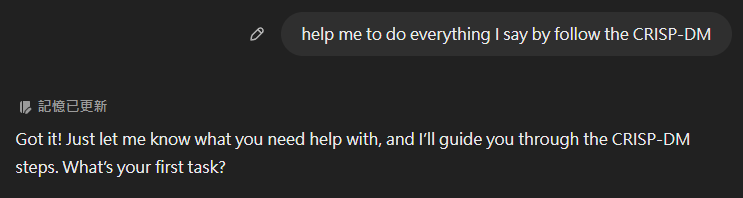 help me to do everything I say by follow the CRISP-DM
記憶已更新
Got it! Just let me know what you need help with, and I'll guide you through the CRISP-DM
steps. What's your first task?